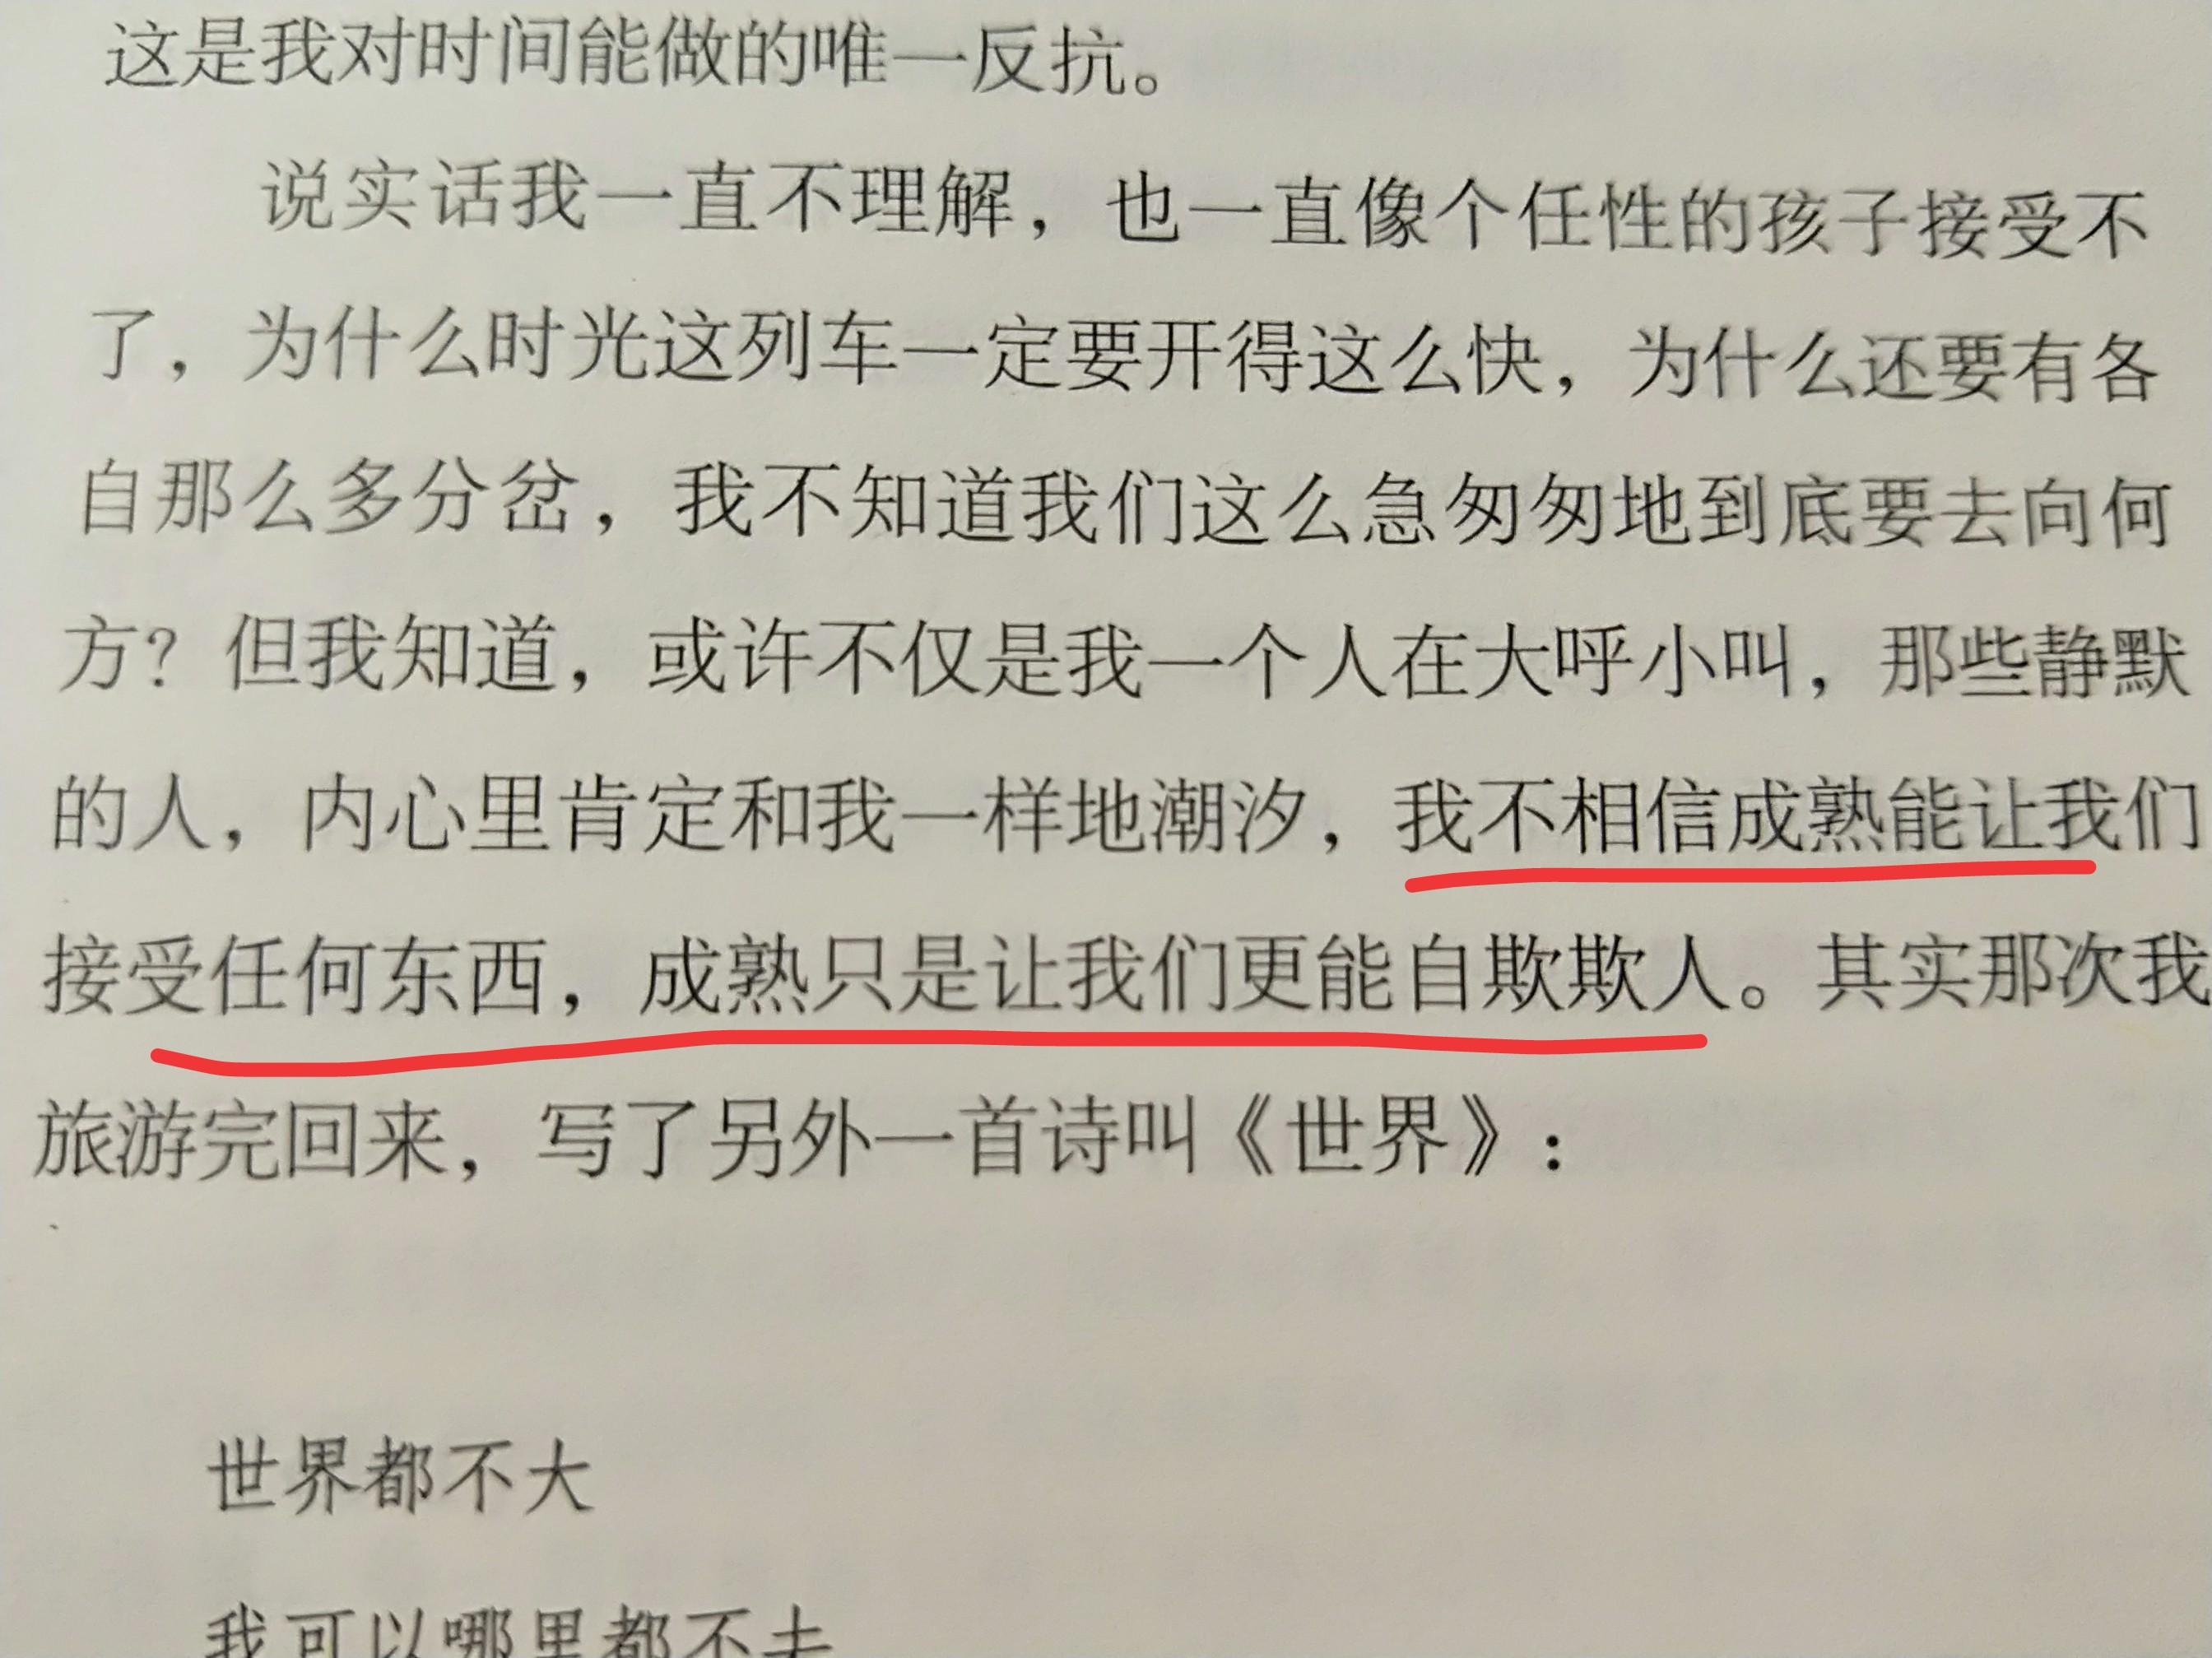 这是我对时间能做的唯一反抗。
说实话我一直不理解，也一直像个任性的孩子接受不
了，为什么时光这列车一定要开得这么快，为什么还要有各
自那么多分岔，我不知道我们这么急匆匆地到底要去向何
方？但我知道，或许不仅是我一个人在大呼小叫，那些静默
的人，内心里肯定和我一样地潮汐，我不相信成熟能让我们
接受任何东西，成熟只是让我们更能自欺欺人。其实那次我
旅游完回来，写了另外一首诗叫《世界》：
世界都不大
我可以哪里都不去